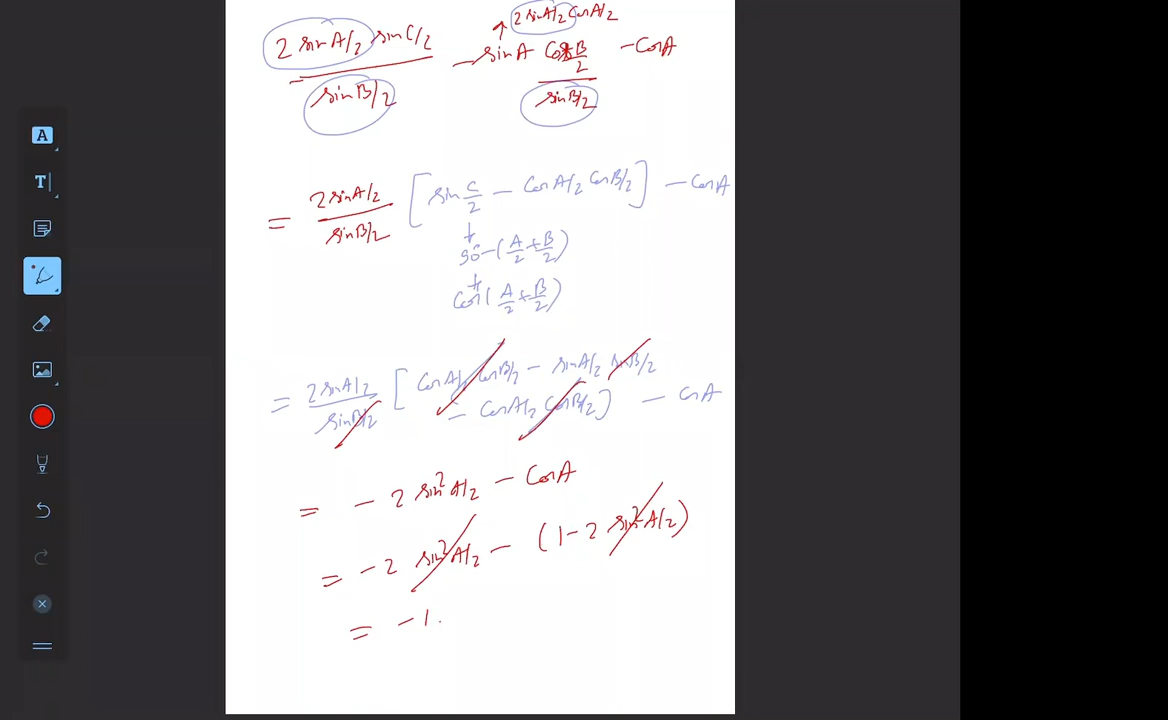 2 sin A/2 cos A/2
2 sin A/2 sin C/2 - sin A cos B/2 - cos A
sin B/2 sin B/2
= 2 sin A/2 [ sin C/2 - cos A/2 cos B/2 ] - cos A
sin B/2
90° - (A/2 + B/2)
cos (A/2 + B/2)
= 2 sin A/2 [ cos A/2 cos B/2 - sin A/2 sin B/2
sin B/2 - cos A/2 cos B/2 ] - cos A
= - 2 sin² A/2 - cos A
= - 2 sin² A/2 - (1 - 2 sin² A/2)
= - 1.
A
T